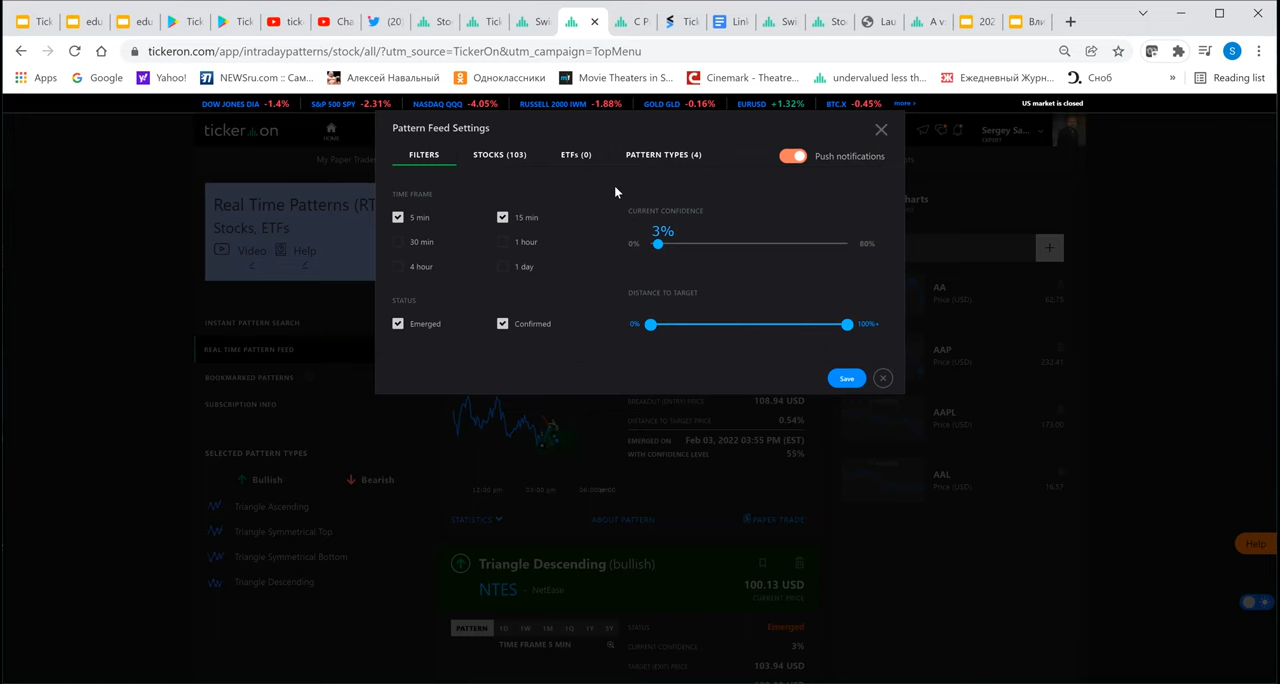 Tick
edu
edu
Tick
Tick
ticke
Cha
(20)
Sto
Tick
Swi
C P
Tick
Link
Swi
Sto
Lau
A v
202
Вли
tickeron.com/app/intradaypatterns/stock/all/?utm_source=TickerOn&utm_campaign=TopMenu
S
Apps
Google
Yahoo!
NEWSru.com :: Сам...
Алексей Навальный
Одноклассники
Movie Theaters in S...
Cinemark - Theatre...
undervalued less th...
Ежедневный Журн...
Сноб
»
Reading list
DOW JONES DIA -1.4%
S&P 500 SPY -2.31%
NASDAQ QQQ -4.05%
RUSSELL 2000 IWM -1.88%
GOLD GLD -0.16%
EURUSD +1.32%
BTC.X -0.45%
more >
US market is closed
tickeron
HOME
Sergey Sa...
EXPERT
My Paper Trade
Real Time Patterns (RT
Stocks, ETFs
Video
Help
Pattern Feed Settings
FILTERS
STOCKS (103)
ETFs (0)
PATTERN TYPES (4)
Push notifications
TIME FRAME
5 min
15 min
30 min
1 hour
4 hour
1 day
STATUS
Emerged
Confirmed
CURRENT CONFIDENCE
3%
0%
80%
DISTANCE TO TARGET
0%
100%+
Save
INSTANT PATTERN SEARCH
REAL TIME PATTERN FEED
BOOKMARKED PATTERNS
SUBSCRIPTION INFO
SELECTED PATTERN TYPES
Bullish
Bearish
Triangle Ascending
Triangle Symmetrical Top
Triangle Symmetrical Bottom
Triangle Descending
BREAKOUT (ENTRY) PRICE
108.94 USD
DISTANCE TO TARGET PRICE
0.54%
EMERGED ON
Feb 03, 2022 03:55 PM (EST)
WITH CONFIDENCE LEVEL
55%
12:00 pm
03:00 pm
STATISTICS
ABOUT PATTERN
PAPER TRADE
Triangle Descending (bullish)
NTES - NetEase
100.13 USD
CURRENT PRICE
PATTERN
1D
1W
1M
1Q
1Y
5Y
TIME FRAME 5 MIN
STATUS
Emerged
CURRENT CONFIDENCE
3%
TARGET (EXIT) PRICE
103.94 USD
harts
AA
Price (USD)
62.75
AAP
Price (USD)
232.41
AAPL
Price (USD)
173.00
AAL
Price (USD)
16.57
Help